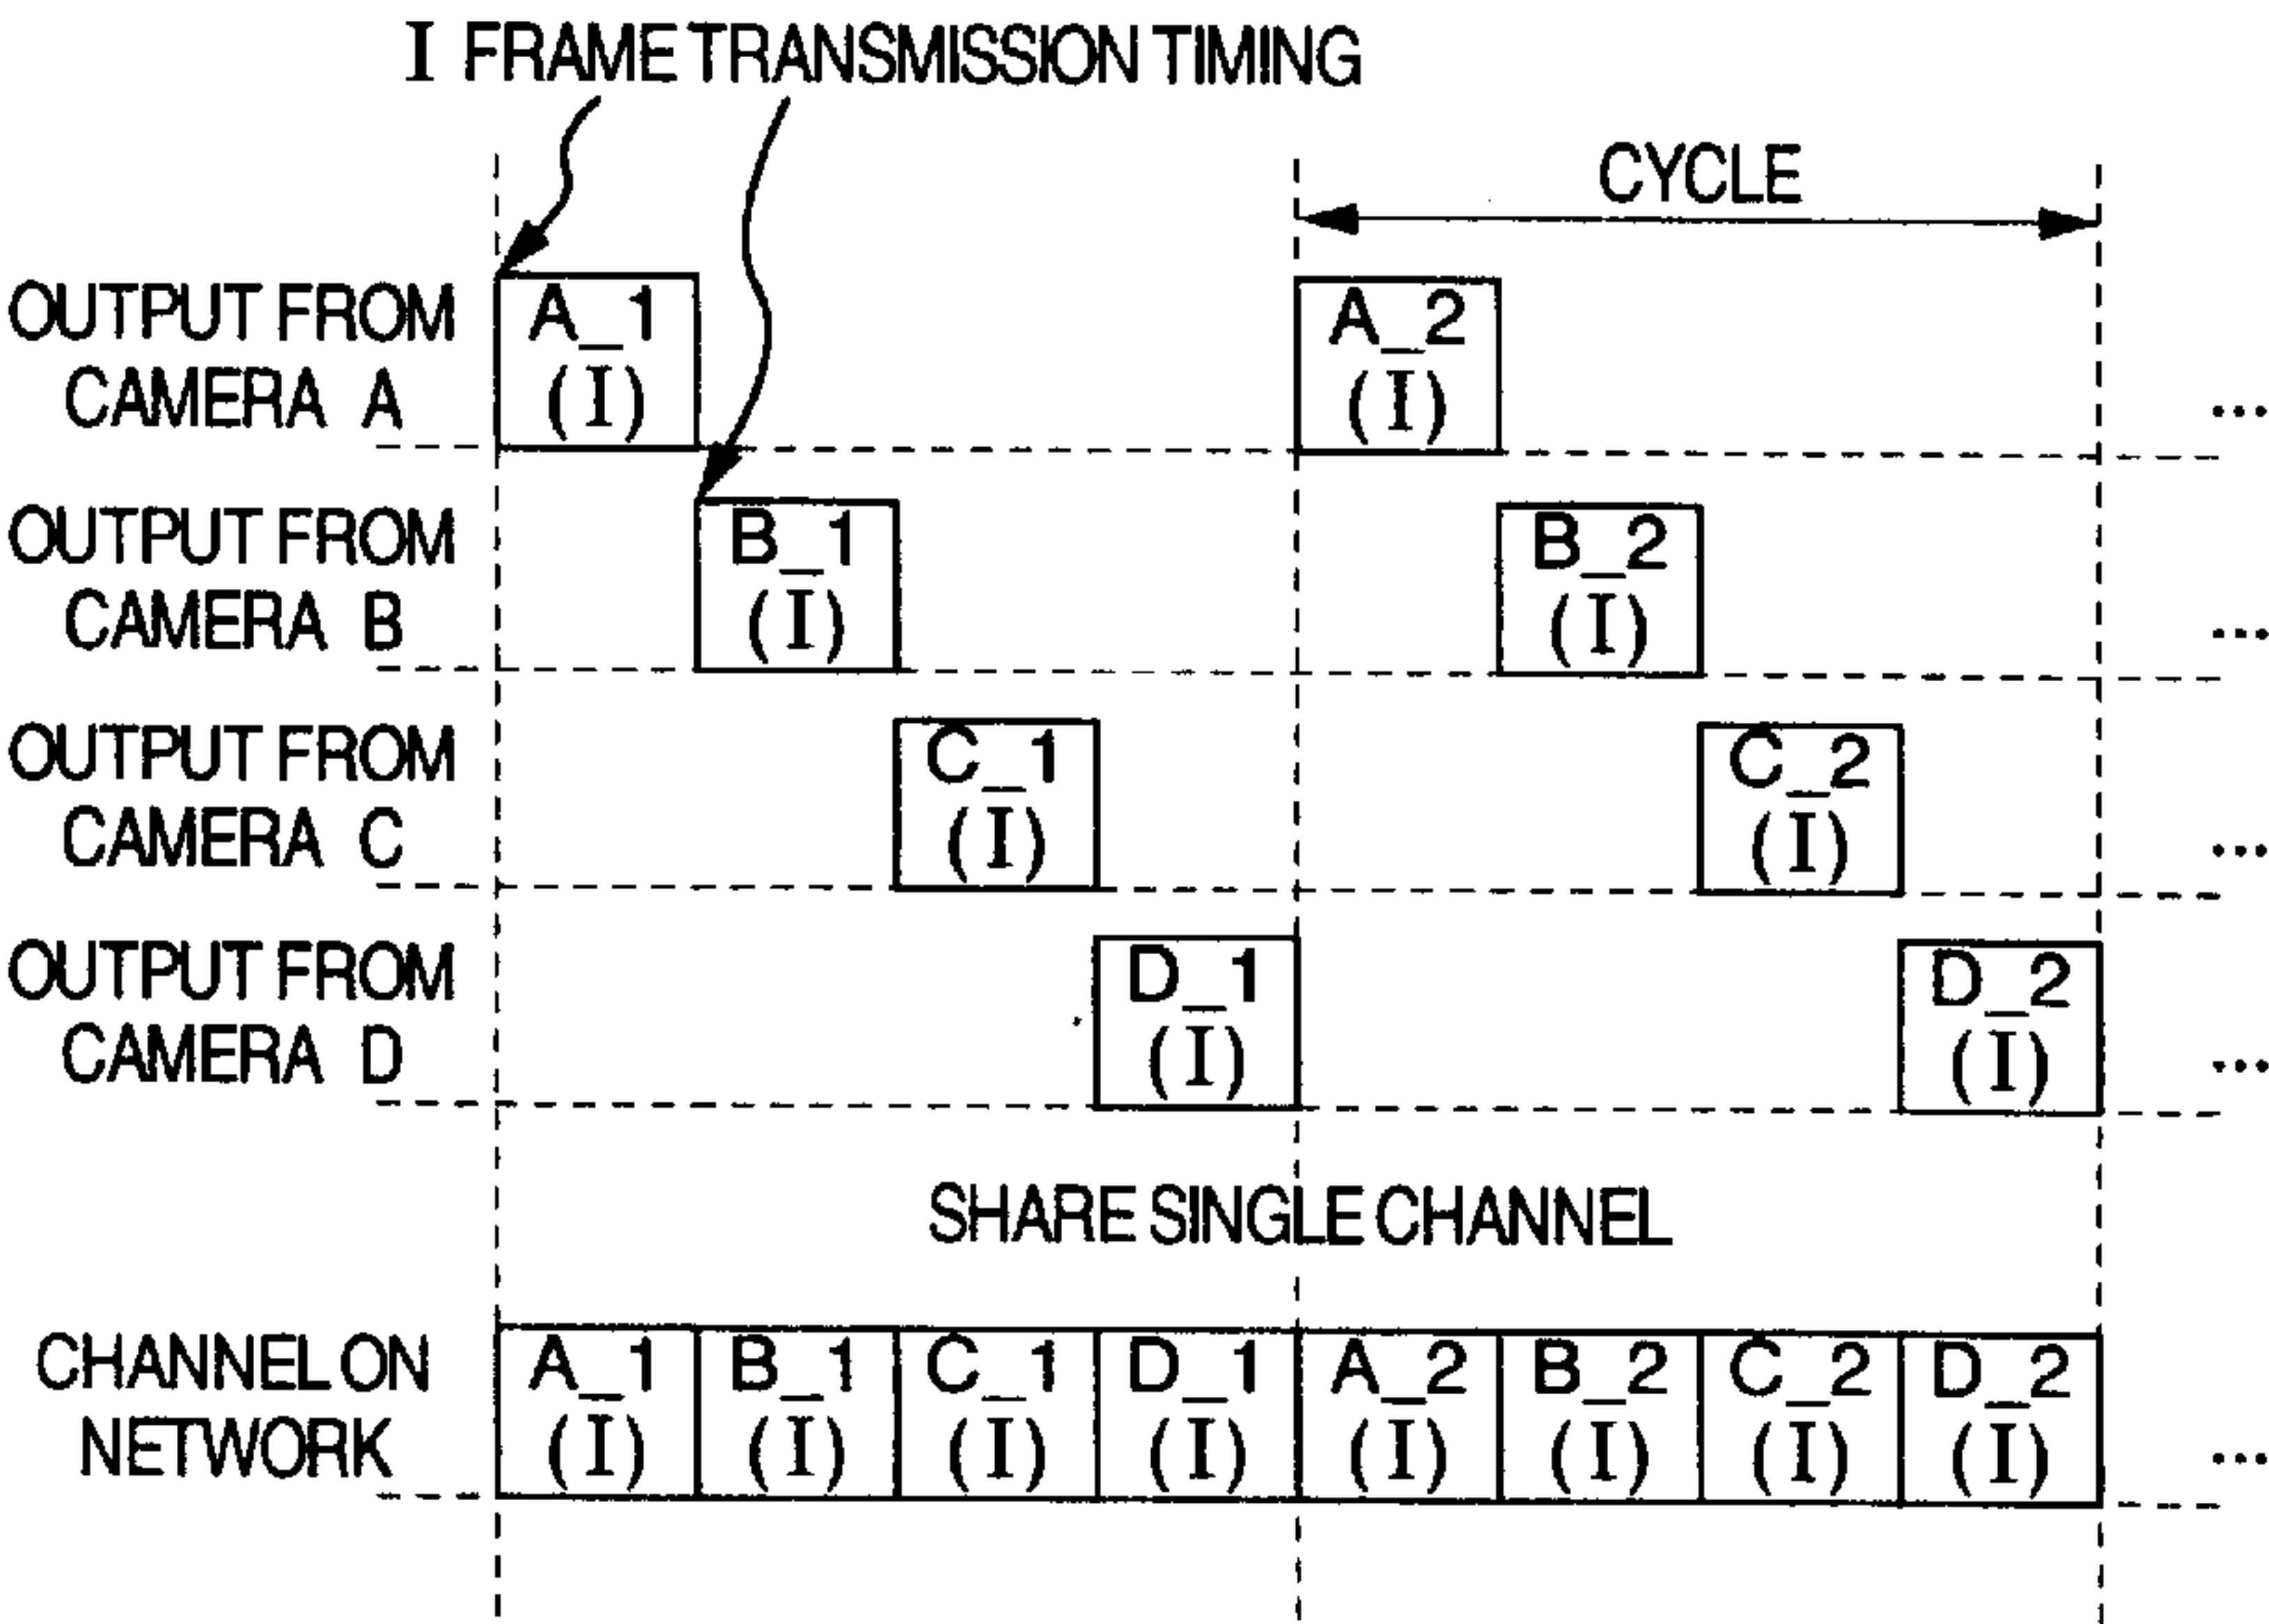 I FRAME TRANSMISSION TIMING
CYCLE
OUTPUT FROM
CAMERA A
A_1
(I)
A_2
(I)
...
OUTPUT FROM
CAMERA B
B_1
(I)
B_2
(I)
...
OUTPUT FROM
CAMERA C
C_1
(I)
C_2
(I)
...
OUTPUT FROM
CAMERA D
D_1
(I)
D_2
(I)
...
SHARE SINGLE CHANNEL
CHANNEL ON
NETWORK
A_1 B_1 C_1 D_1 A_2 B_2 C_2 D_2
(I) (I) (I) (I) (I) (I) (I) (I)
...